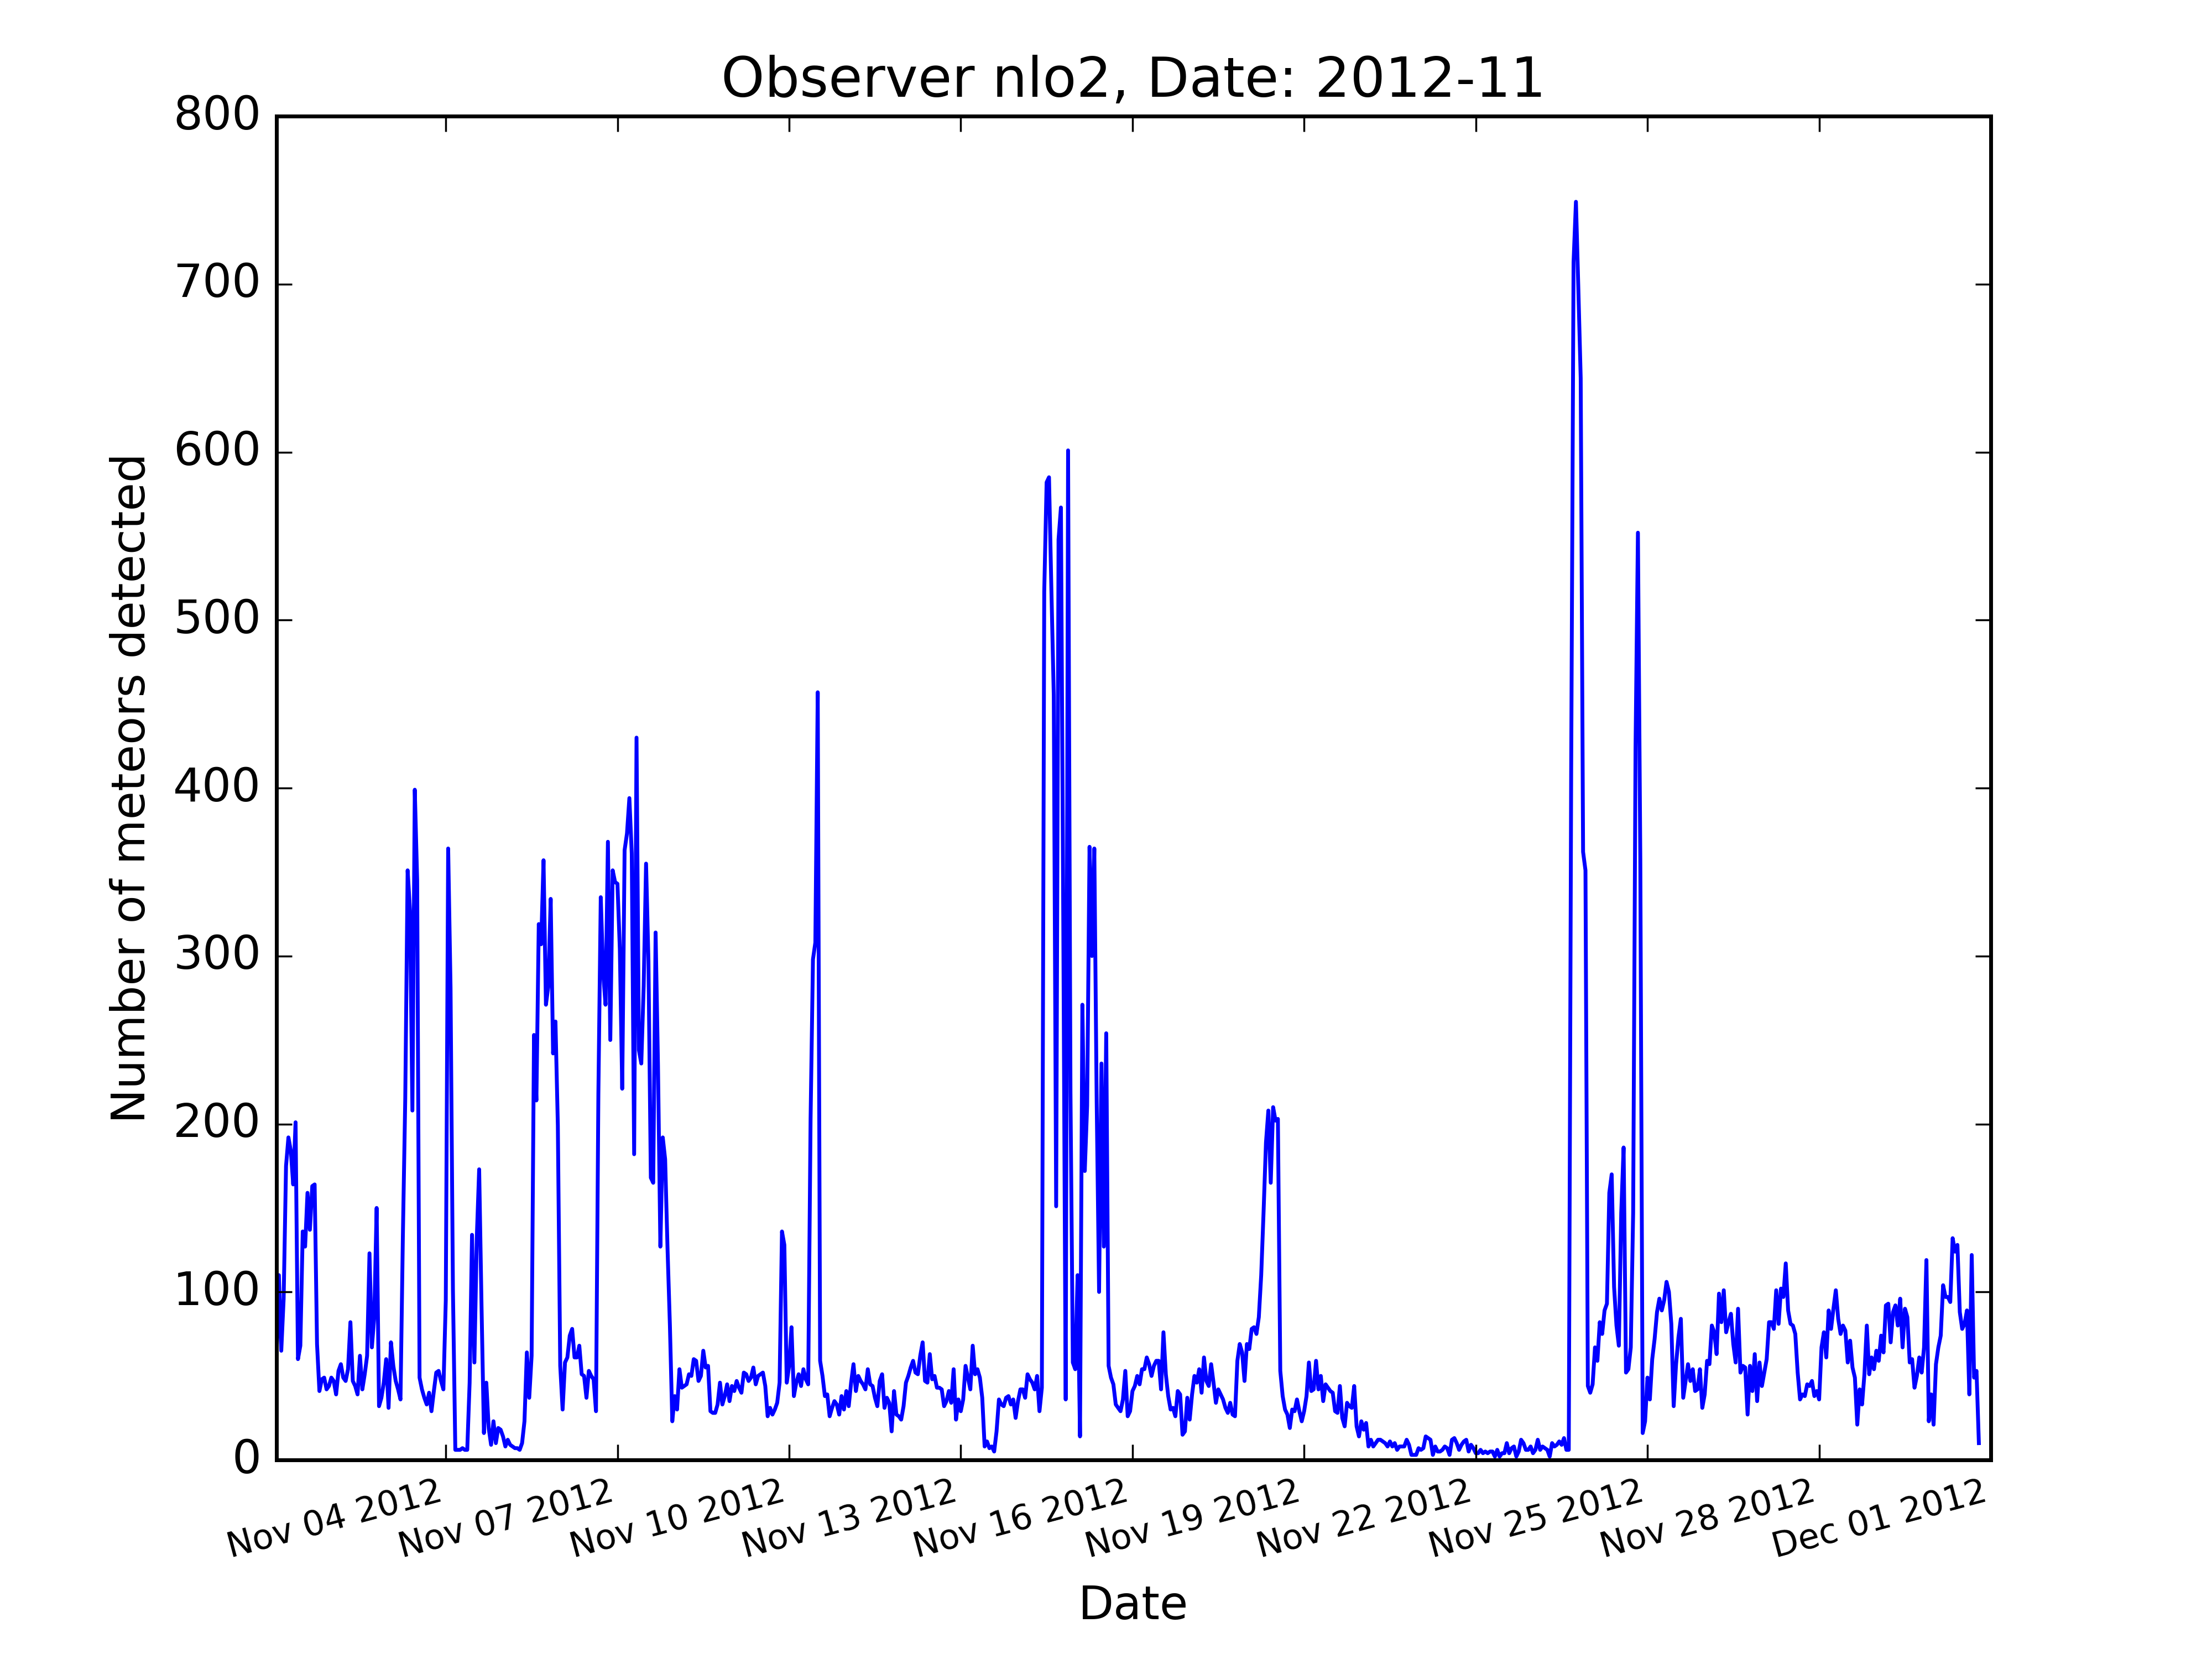 Observer nlo2, Date: 2012-11
800
700
600
500
400
300
200
100
0
Number of meteors detected
Nov 04 2012
Nov 07 2012
Nov 10 2012
Nov 13 2012
Nov 16 2012
Nov 19 2012
Nov 22 2012
Nov 25 2012
Nov 28 2012
Dec 01 2012
Date